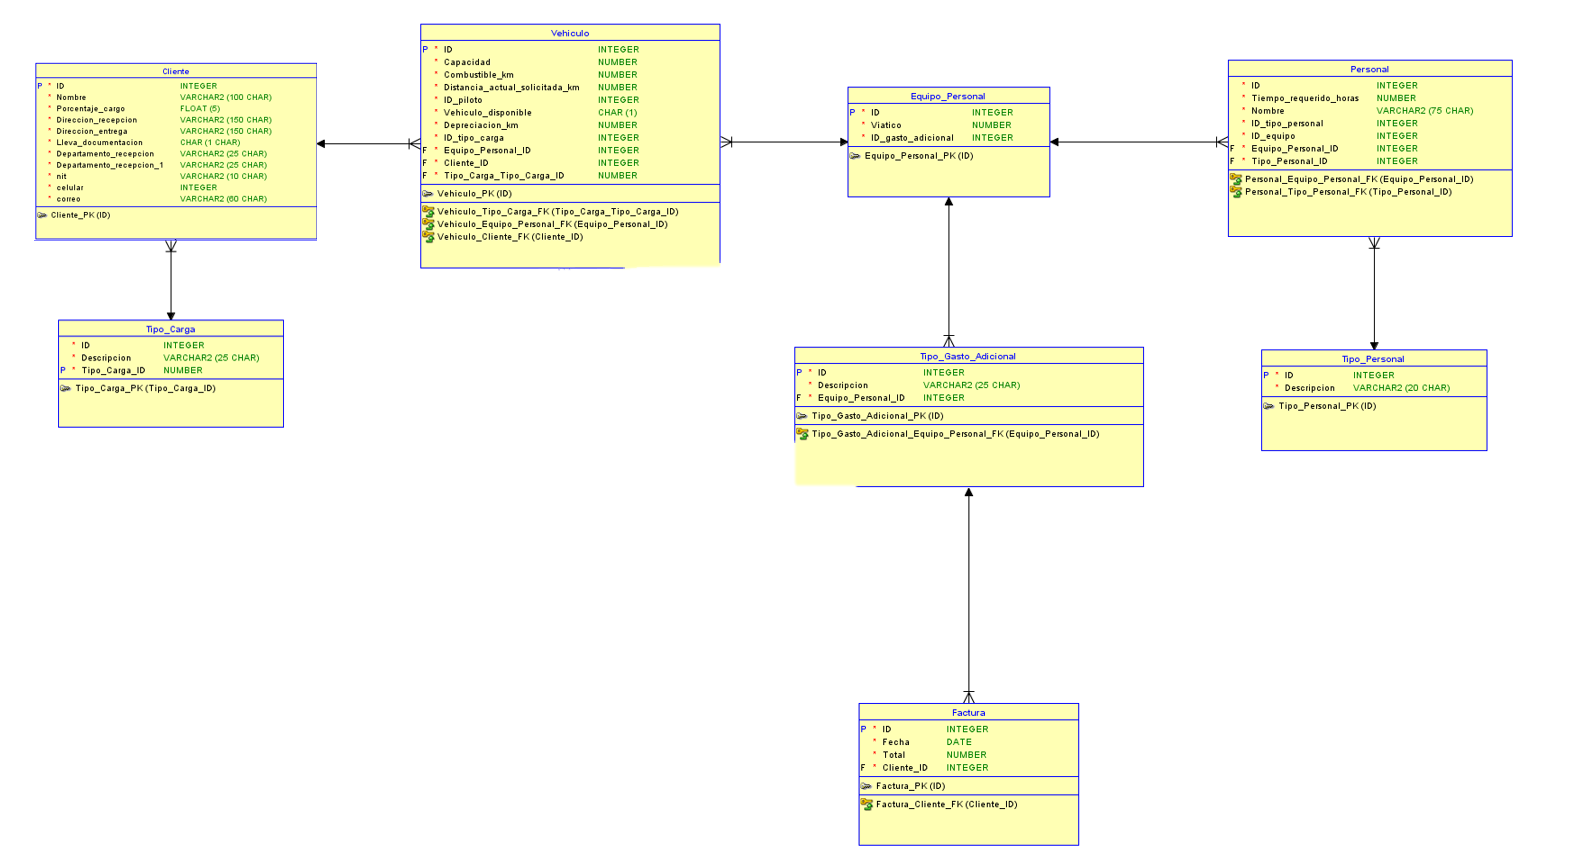 Cliente
P * ID INTEGER
* Nombre VARCHAR2 (100 CHAR)
* Porcentaje_cargo FLOAT (5)
* Direccion_recepcion VARCHAR2 (150 CHAR)
* Direccion_entrega VARCHAR2 (150 CHAR)
* Lleva_documentacion CHAR (1 CHAR)
* Departamento_recepcion VARCHAR2 (25 CHAR)
* Departamento_recepcion_1 VARCHAR2 (25 CHAR)
* nit VARCHAR2 (10 CHAR)
* celular INTEGER
* correo VARCHAR2 (60 CHAR)
Cliente_PK (ID)
Vehiculo
P * ID INTEGER
* Capacidad NUMBER
* Combustible_km NUMBER
* Distancia_actual_solicitada_km NUMBER
* ID_piloto INTEGER
* Vehiculo_disponible CHAR (1)
* Depreciacion_km NUMBER
* ID_tipo_carga INTEGER
F * Equipo_Personal_ID INTEGER
F * Cliente_ID INTEGER
F * Tipo_Carga_Tipo_Carga_ID NUMBER
Vehiculo_PK (ID)
Vehiculo_Tipo_Carga_FK (Tipo_Carga_Tipo_Carga_ID)
Vehiculo_Equipo_Personal_FK (Equipo_Personal_ID)
Vehiculo_Cliente_FK (Cliente_ID)
Equipo_Personal
P * ID INTEGER
* Viatico NUMBER
* ID_gasto_adicional INTEGER
Equipo_Personal_PK (ID)
Personal
* ID INTEGER
* Tiempo_requerido_horas NUMBER
* Nombre VARCHAR2 (75 CHAR)
* ID_tipo_personal INTEGER
* ID_equipo INTEGER
F * Equipo_Personal_ID INTEGER
F * Tipo_Personal_ID INTEGER
Personal_Equipo_Personal_FK (Equipo_Personal_ID)
Personal_Tipo_Personal_FK (Tipo_Personal_ID)
Tipo_Carga
* ID INTEGER
* Descripcion VARCHAR2 (25 CHAR)
P * Tipo_Carga_ID NUMBER
Tipo_Carga_PK (Tipo_Carga_ID)
Tipo_Gasto_Adicional
P * ID INTEGER
* Descripcion VARCHAR2 (25 CHAR)
F * Equipo_Personal_ID INTEGER
Tipo_Gasto_Adicional_PK (ID)
Tipo_Gasto_Adicional_Equipo_Personal_FK (Equipo_Personal_ID)
Tipo_Personal
P * ID INTEGER
* Descripcion VARCHAR2 (20 CHAR)
Tipo_Personal_PK (ID)
Factura
P * ID INTEGER
* Fecha DATE
* Total NUMBER
F * Cliente_ID INTEGER
Factura_PK (ID)
Factura_Cliente_FK (Cliente_ID)